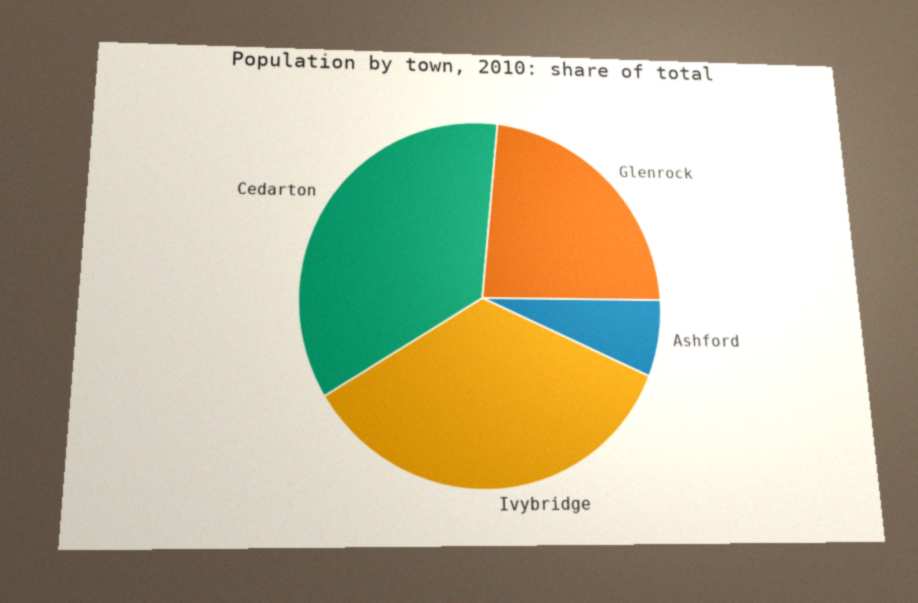 Population by town, 2010: share of total
Glenrock
Cedarton
Ashford
Ivybridge